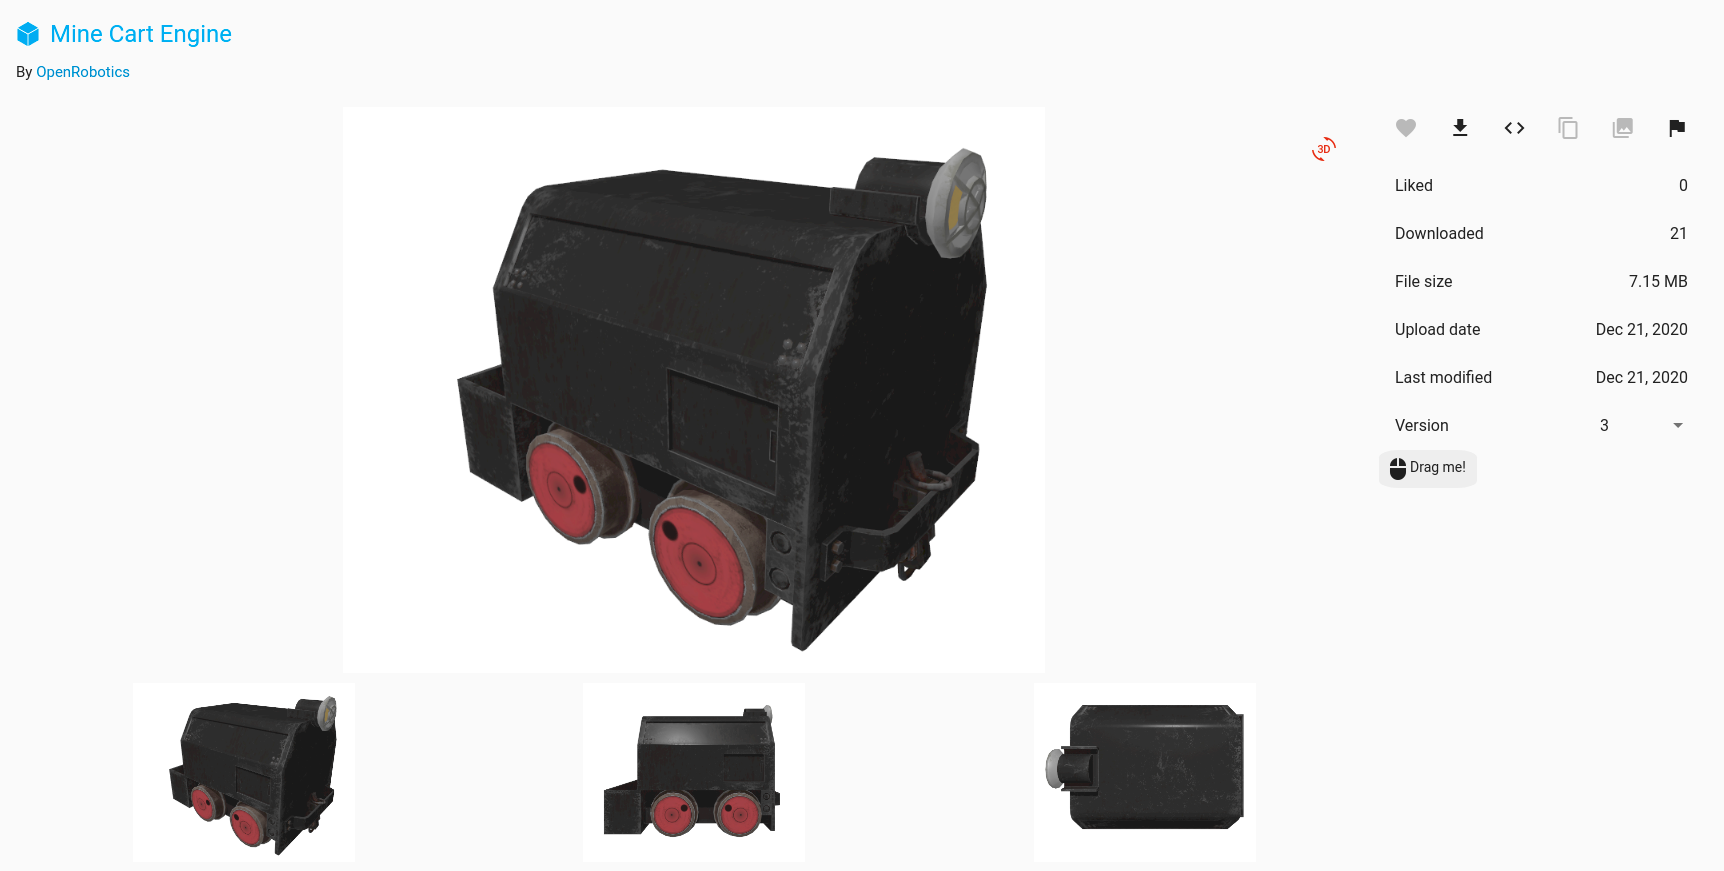 Mine Cart Engine
By OpenRobotics
3D
Liked 0
Downloaded 21
File size 7.15 MB
Upload date Dec 21, 2020
Last modified Dec 21, 2020
Version 3
Drag me!